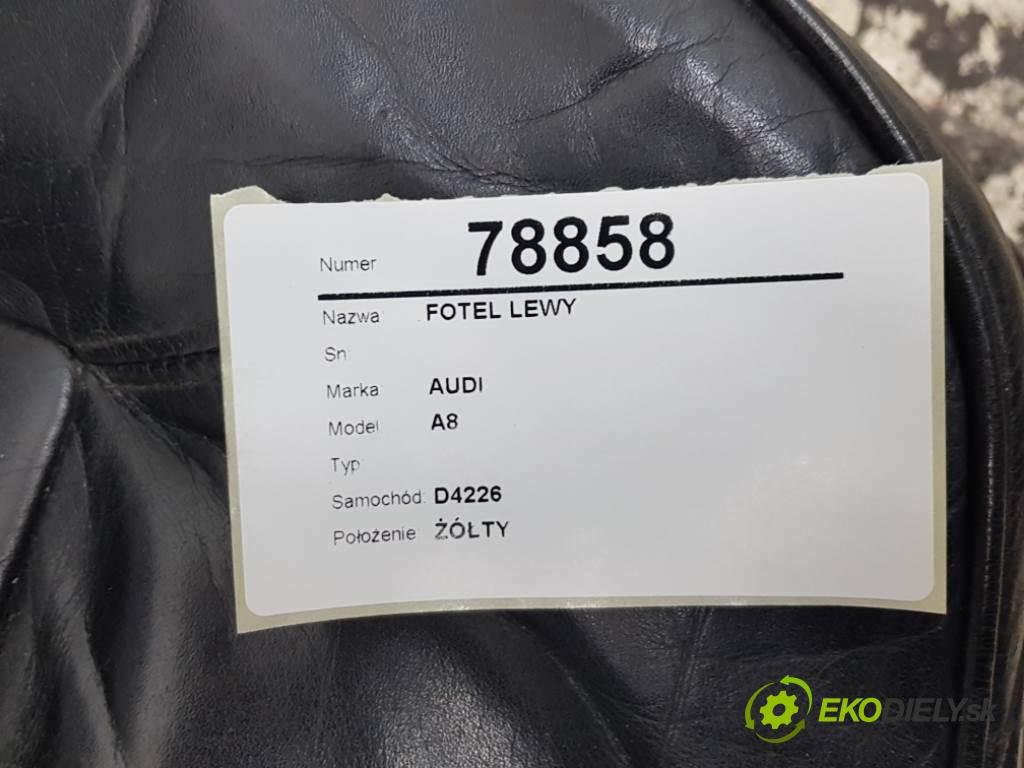 Numer 78858
Nazwa FOTEL LEWY
Sn
Marka AUDI
Model A8
Typ
Samochód: D4226
Położenie ŻÓŁTY
EKODIELY.sk